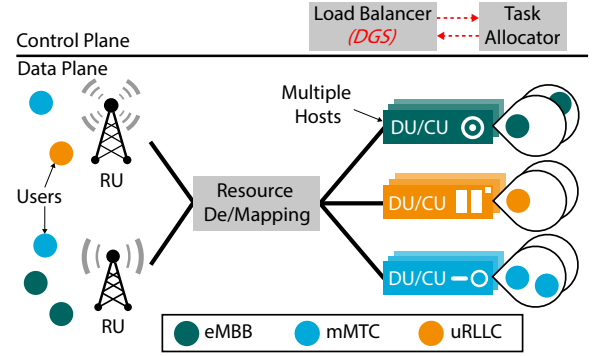 Load Balancer
(DGS)
Task
Allocator
Control Plane
Data Plane
Multiple
Hosts
RU
Users
RU
Resource
De/Mapping
DU/CU
DU/CU
DU/CU
eMBB
mMTC
uRLLC